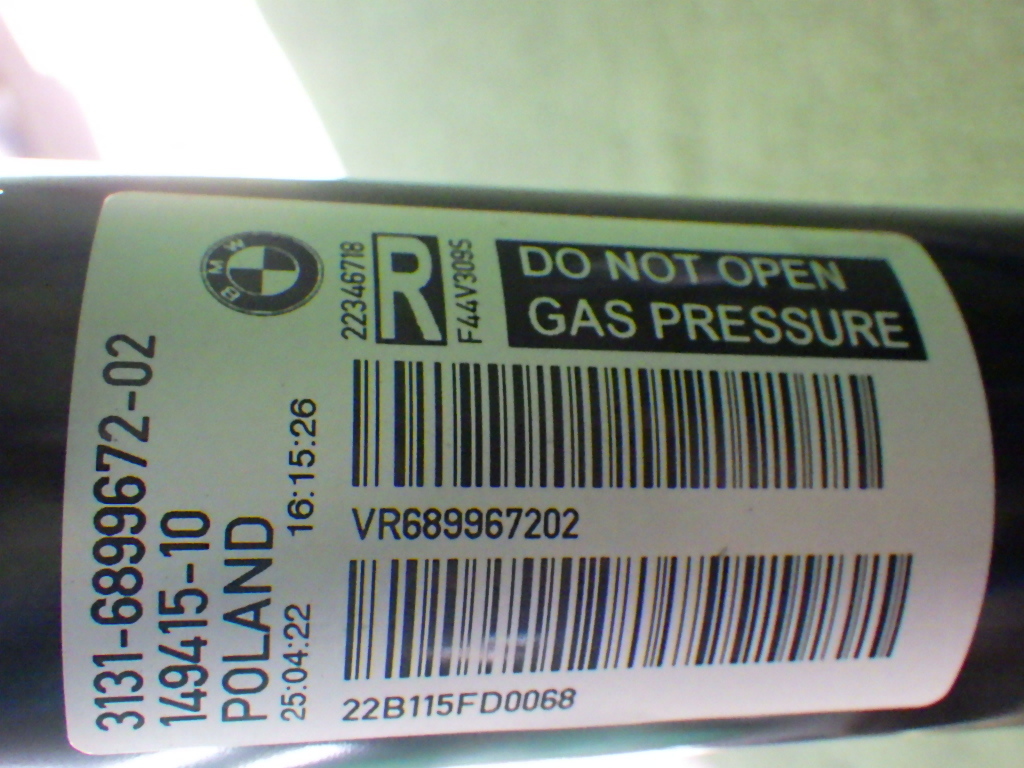 3131-6899672-02
149415-10
POLAND
25:04:22 16:15:26
BMW
22346718
R
F44V3095
DO NOT OPEN
GAS PRESSURE
VR689967202
22B115FD0068